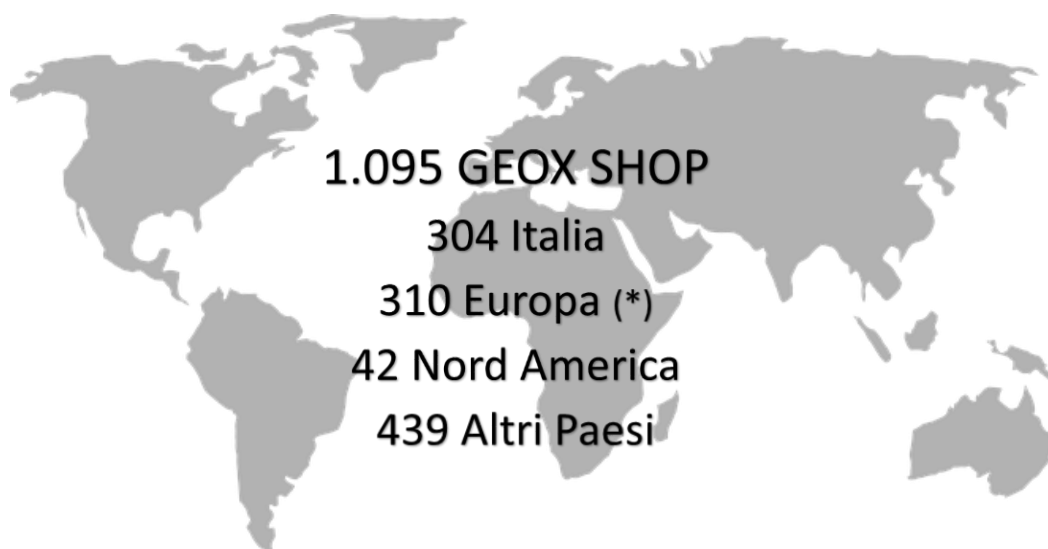 1.095 GEOX SHOP
304 Italia
310 Europa (*)
42 Nord America
439 Altri Paesi